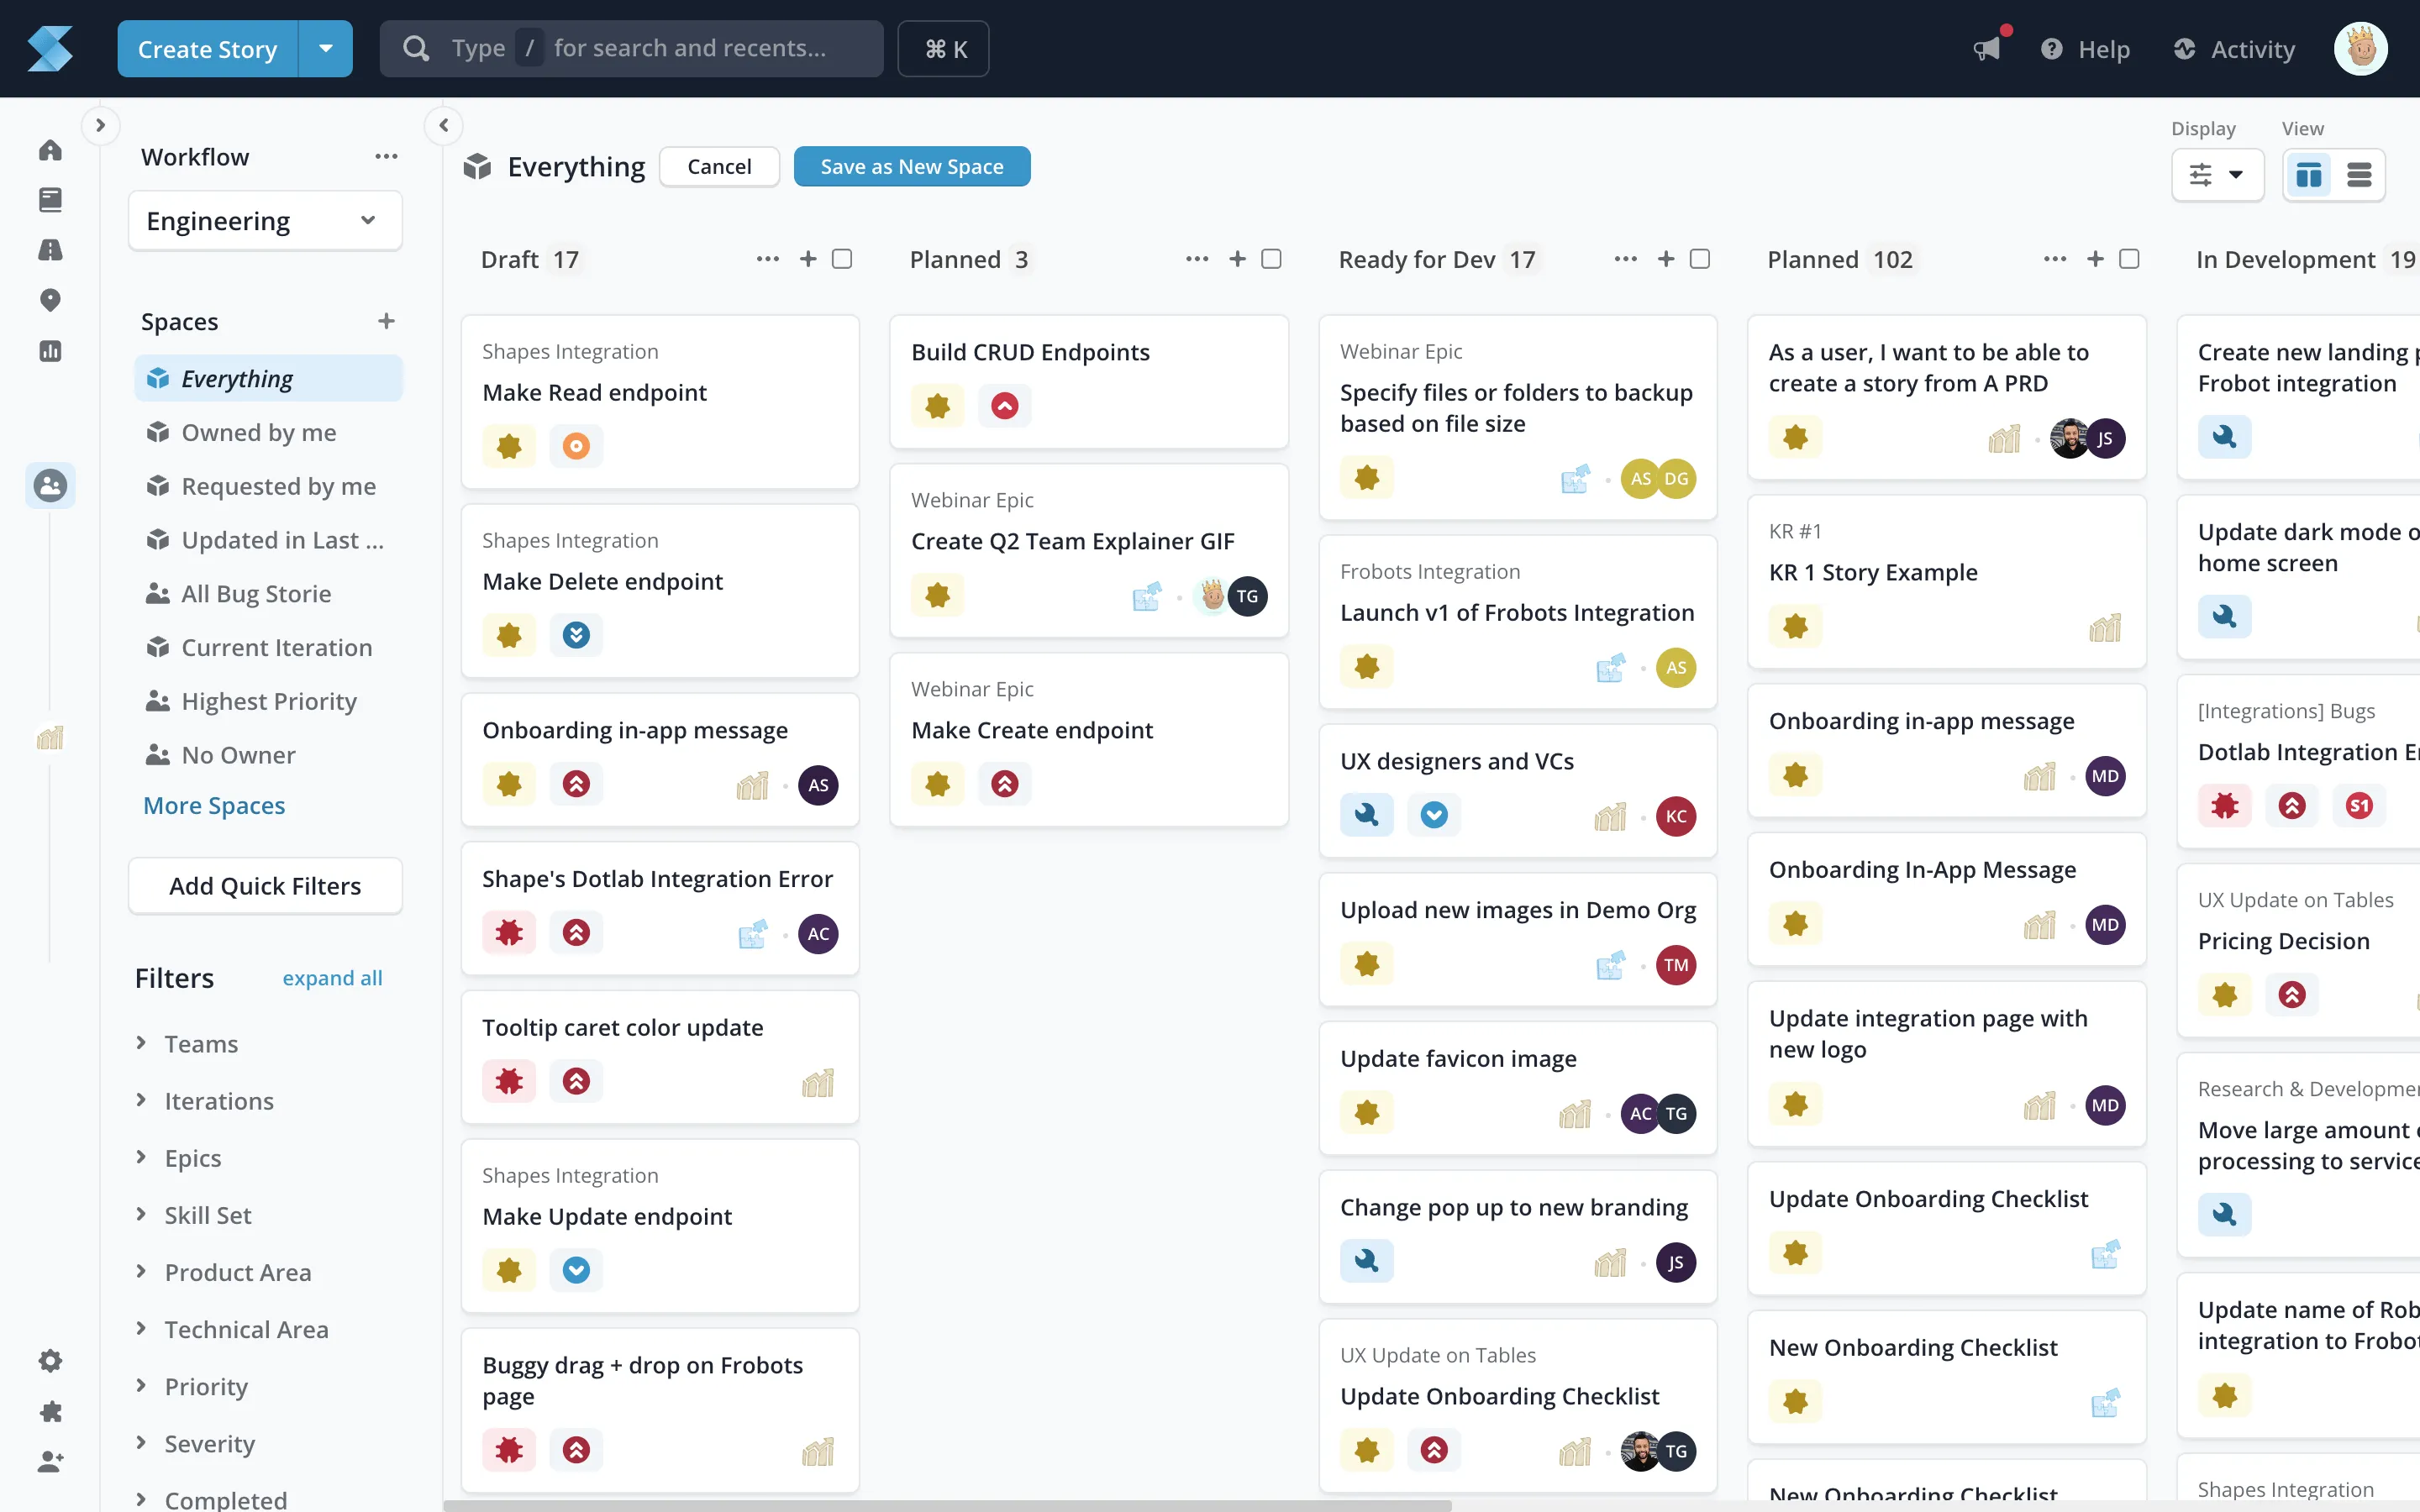 Create Story
Type / for search and recents...
⌘ K
Help
Activity
Workflow
Engineering
Spaces
Everything
Owned by me
Requested by me
Updated in Last ...
All Bug Storie
Current Iteration
Highest Priority
No Owner
More Spaces
Add Quick Filters
Filters
expand all
Teams
Iterations
Epics
Skill Set
Product Area
Technical Area
Priority
Severity
Completed
Everything
Cancel
Save as New Space
Display
View
Draft 17
Shapes Integration
Make Read endpoint
Shapes Integration
Make Delete endpoint
Onboarding in-app message
AS
Shape's Dotlab Integration Error
AC
Tooltip caret color update
Shapes Integration
Make Update endpoint
Buggy drag + drop on Frobots
page
Planned 3
Build CRUD Endpoints
Webinar Epic
Create Q2 Team Explainer GIF
TG
Webinar Epic
Make Create endpoint
Ready for Dev 17
Webinar Epic
Specify files or folders to backup
based on file size
AS DG
Frobots Integration
Launch v1 of Frobots Integration
AS
UX designers and VCs
KC
Upload new images in Demo Org
TM
Update favicon image
AC TG
Change pop up to new branding
JS
UX Update on Tables
Update Onboarding Checklist
TG
Planned 102
As a user, I want to be able to
create a story from A PRD
JS
KR #1
KR 1 Story Example
Onboarding in-app message
MD
Onboarding In-App Message
MD
Update integration page with
new logo
MD
Update Onboarding Checklist
New Onboarding Checklist
New Onboarding Checklist
In Development 19
Create new landing
Frobot integration
Update dark mode
home screen
[Integrations] Bugs
Dotlab Integration
S1
UX Update on Tables
Pricing Decision
Research &
Move large amount
processing to
Update name of
integration to
Shapes Integration